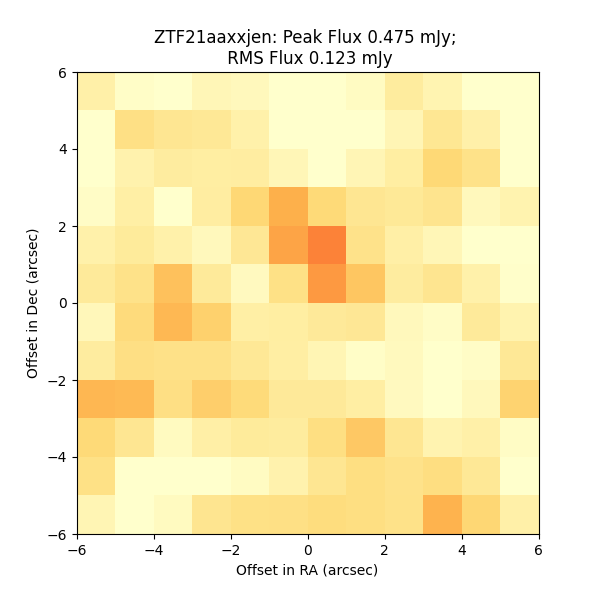 ZTF21aaxxjen: Peak Flux 0.475 mJy;
RMS Flux 0.123 mJy
6
4
2
0
−2
−4
−6
Offset in Dec (arcsec)
−6 −4 −2 0 2 4 6
Offset in RA (arcsec)